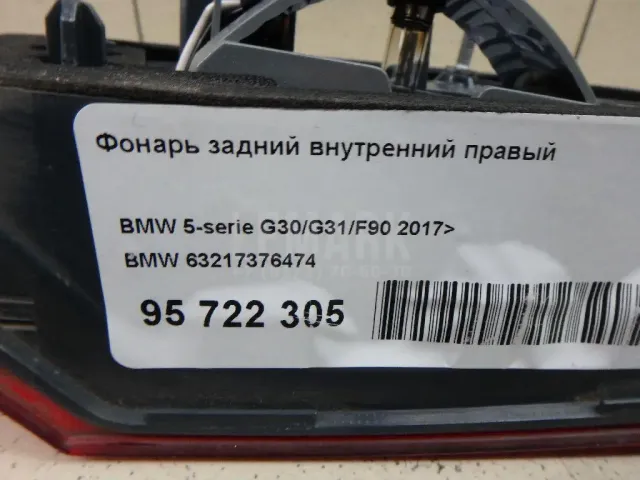 Фонарь задний внутренний правый
BMW 5-serie G30/G31/F90 2017>
BMW 63217376474
95 722 305